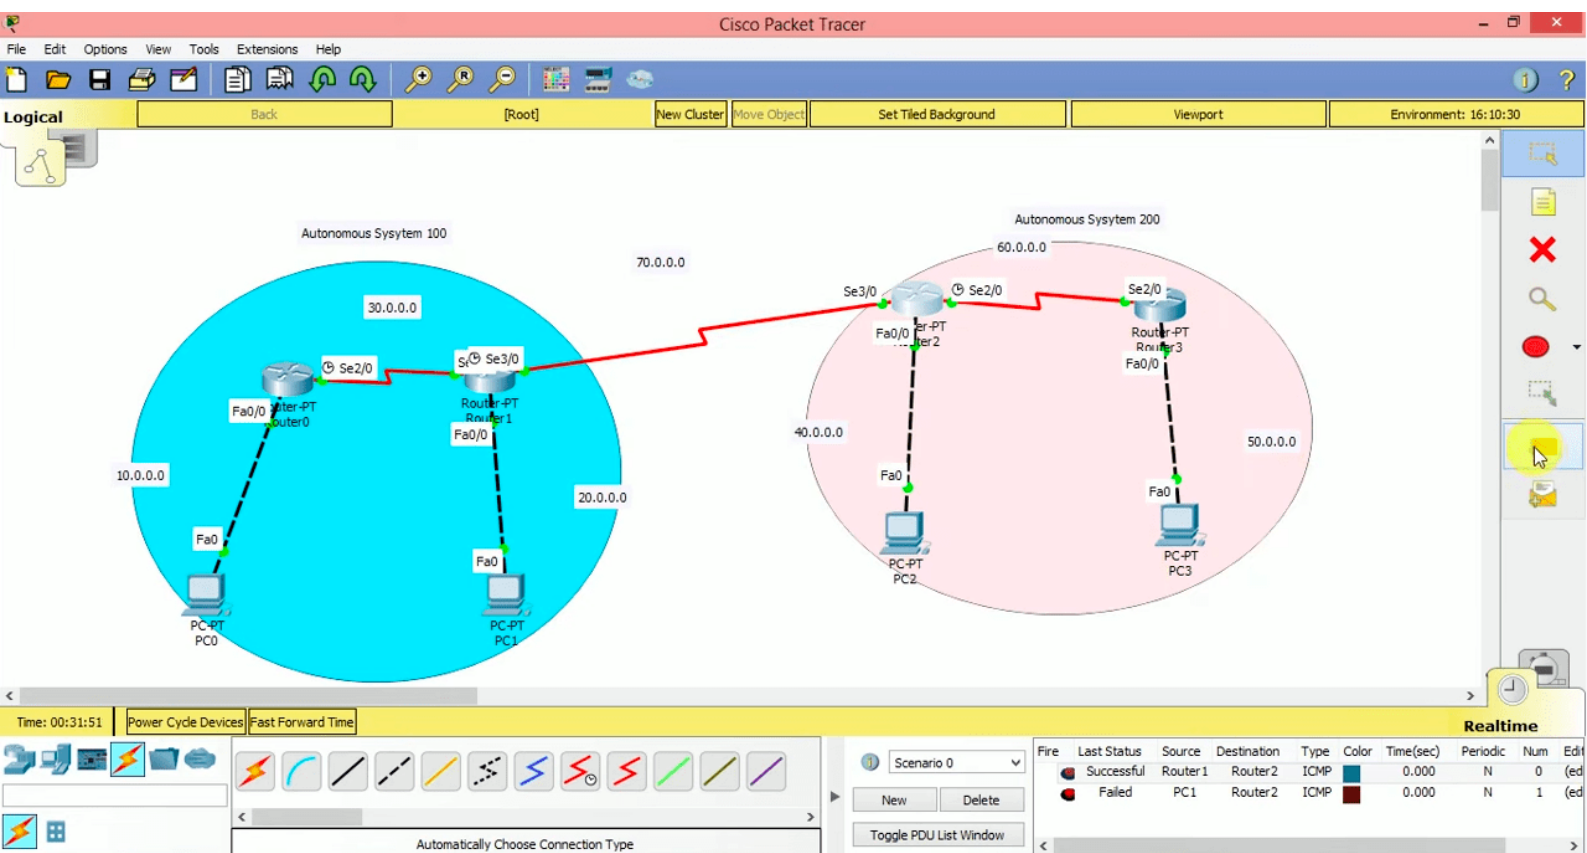 Cisco Packet Tracer
File Edit Options View Tools Extensions Help
Logical Back [Root] New Cluster Move Object Set Tiled Background Viewport Environment: 16:10:30
Autonomous Sysytem 200
Autonomous Sysytem 100
60.0.0.0
70.0.0.0
30.0.0.0
Se3/0 Se2/0 Se2/0
Fa0/0 er-PT
Router-PT
Router3
Fa0/0
Se2/0 Se3/0
Fa0/0
Router-PT
Router1
Fa0/0
10.0.0.0
20.0.0.0
40.0.0.0
50.0.0.0
Fa0
Fa0
Fa0
Fa0
PC-PT
PC0
PC-PT
PC1
PC-PT
PC2
PC-PT
PC3
Time: 00:31:51 Power Cycle Devices Fast Forward Time
Realtime
Scenario 0
New Delete
Toggle PDU List Window
Automatically Choose Connection Type
Fire Last Status Source Destination Type Color Time(sec) Periodic Num Edit
Successful Router1 Router2 ICMP 0.000 N 0 (ed
Failed PC1 Router2 ICMP 0.000 N 1 (ed